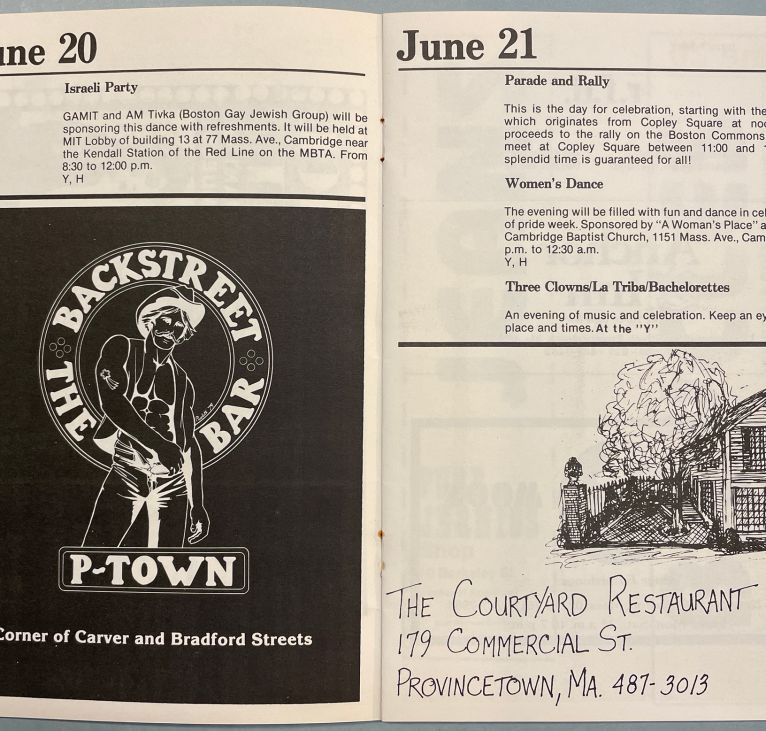 une 20
Israeli Party
GAMIT and AM Tivka (Boston Gay Jewish Group) will be
sponsoring this dance with refreshments. It will be held at
MIT Lobby of building 13 at 77 Mass. Ave., Cambridge near
the Kendall Station of the Red Line on the MBTA. From
8:30 to 12:00 p.m.
Y, H
THE BACKSTREET BAR
P-TOWN
Corner of Carver and Bradford Streets
June 21
Parade and Rally
This is the day for celebration, starting with the
which originates from Copley Square at noo
proceeds to the rally on the Boston Commons
meet at Copley Square between 11:00 and 1
splendid time is guaranteed for all!
Women's Dance
The evening will be filled with fun and dance in cel
of pride week. Sponsored by "A Woman's Place" a
Cambridge Baptist Church, 1151 Mass. Ave., Cam
p.m. to 12:30 a.m.
Y, H
Three Clowns/La Triba/Bachelorettes
An evening of music and celebration. Keep an ey
place and times. At the "Y"
THE COURTYARD RESTAURANT
179 COMMERCIAL ST.
PROVINCETOWN, MA. 487-3013